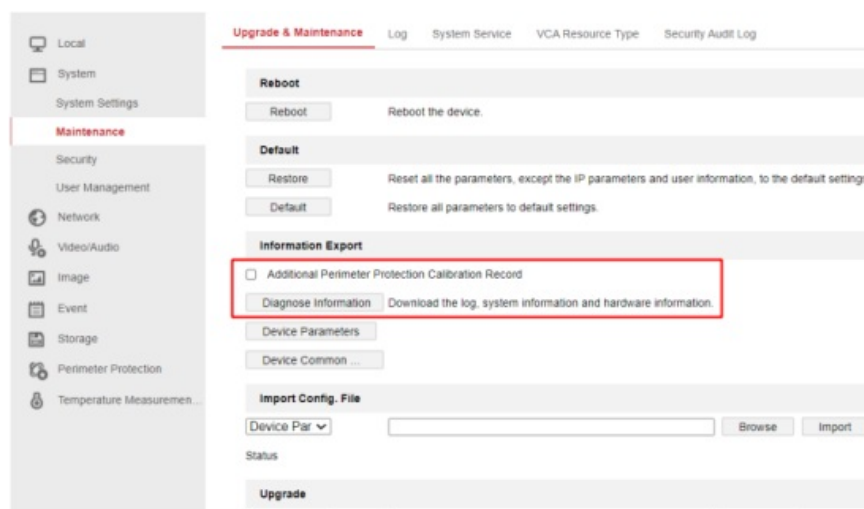 Local
System
System Settings
Maintenance
Security
User Management
Network
Video/Audio
Image
Event
Storage
Perimeter Protection
Temperature Measuremen...
Upgrade & Maintenance Log System Service VCA Resource Type Security Audit Log
Reboot
Reboot Reboot the device.
Default
Restore Reset all the parameters, except the IP parameters and user information, to the default settings
Default Restore all parameters to default settings.
Information Export
Additional Perimeter Protection Calibration Record
Diagnose Information Download the log, system information and hardware information.
Device Parameters
Device Common ...
Import Config. File
Device Par Browse Import
Status
Upgrade